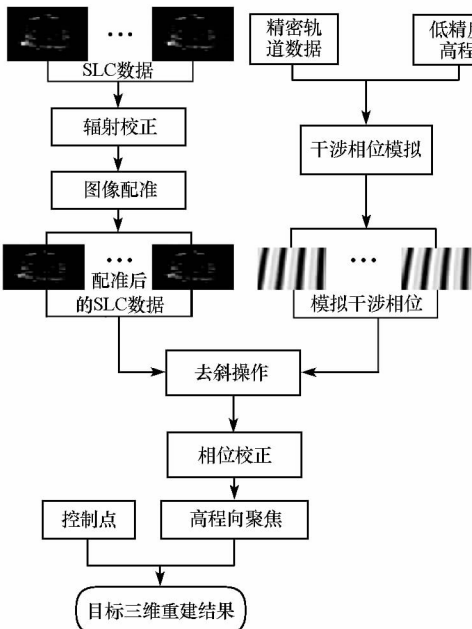 SLC数据
辐射校正
图像配准
配准后
的SLC数据
精密轨
道数据
低精
高程
干涉相位模拟
模拟干涉相位
去斜操作
相位校正
控制点
高程向聚焦
目标三维重建结果